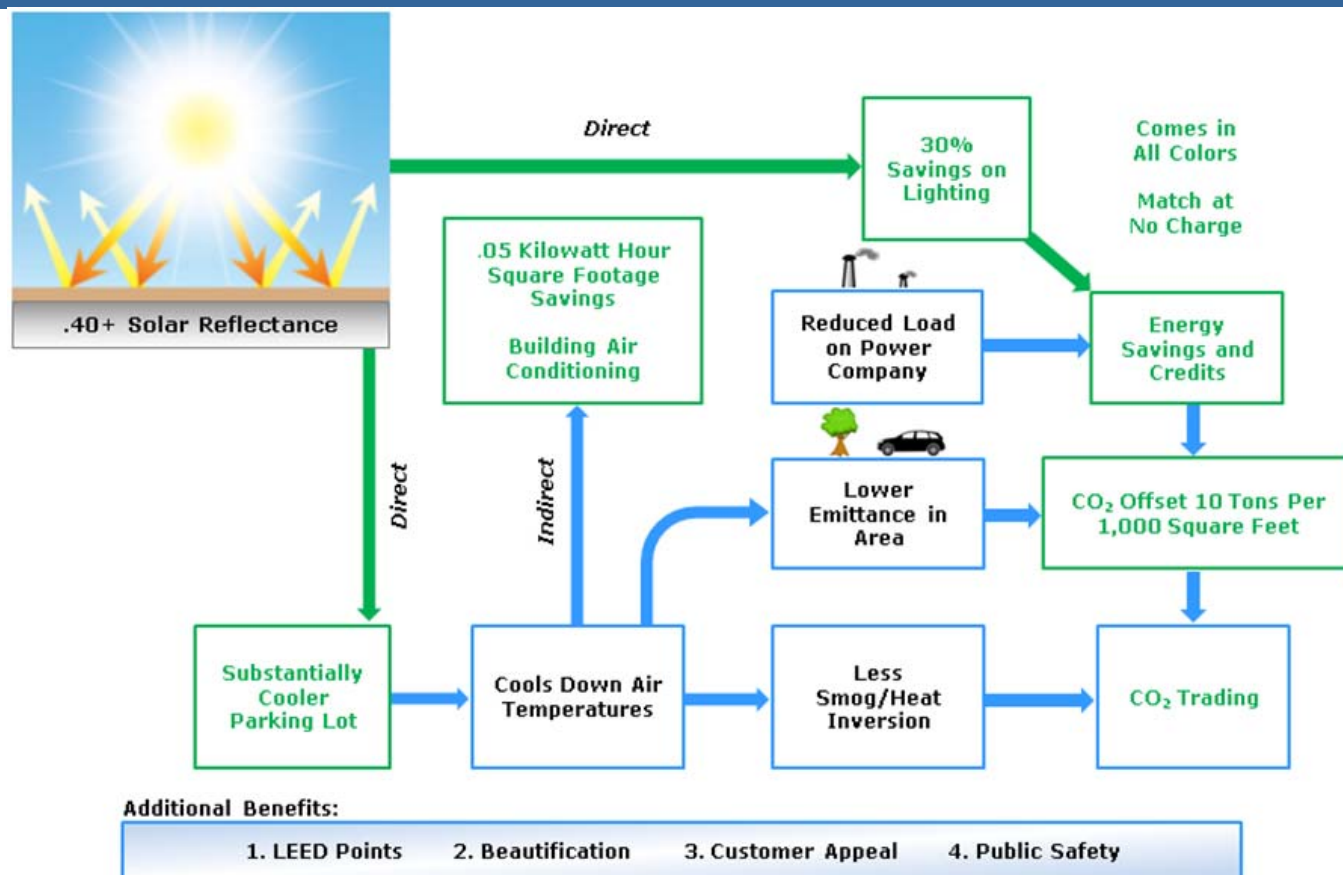 Direct
30%
Savings on
Lighting
Comes in
All Colors
Match at
No Charge
.05 Kilowatt Hour
Square Footage
Savings
Building Air
Conditioning
.40+ Solar Reflectance
Reduced Load
on Power
Company
Energy
Savings and
Credits
Direct
Indirect
Lower
Emittance in
Area
CO₂ Offset 10 Tons Per
1,000 Square Feet
Substantially
Cooler
Parking Lot
Cools Down Air
Temperatures
Less
Smog/Heat
Inversion
CO₂ Trading
Additional Benefits:
1. LEED Points 2. Beautification 3. Customer Appeal 4. Public Safety